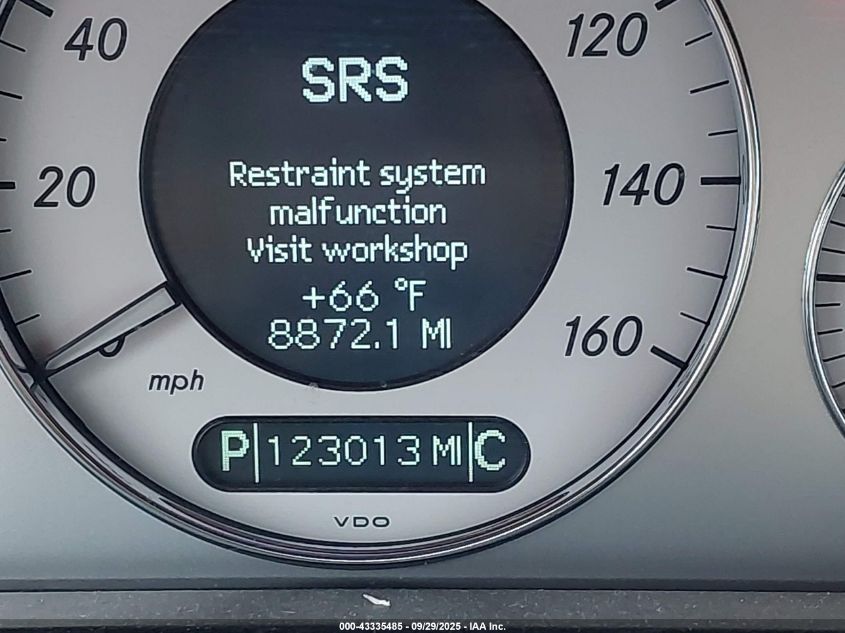 40
120
SRS
20
140
Restraint system
malfunction
Visit workshop
+66 °F
8872.1 MI
160
0
mph
P 123013 MI C
VDO
000-43335485 - 09/29/2025 - IAA Inc.